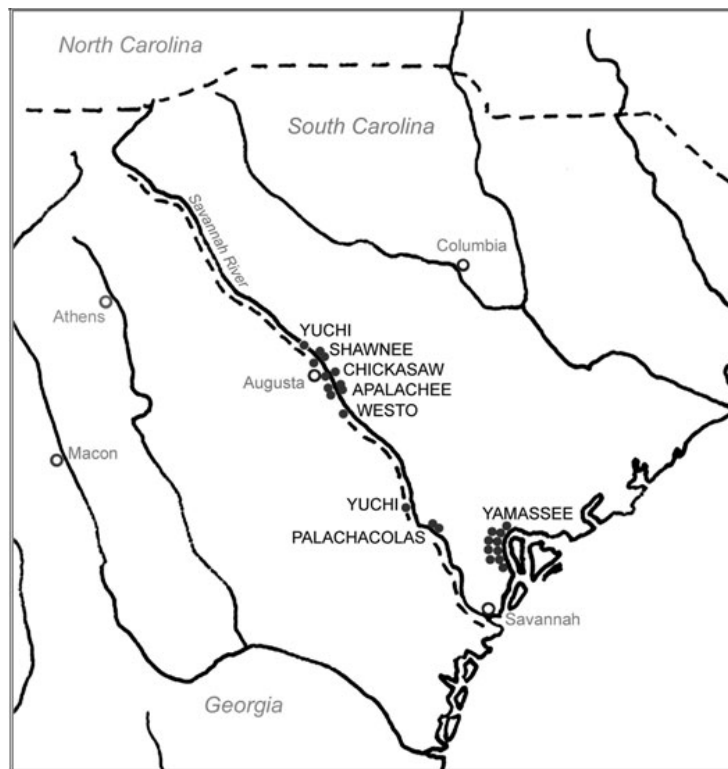 North Carolina
South Carolina
Savannah River
Columbia
Athens
YUCHI
SHAWNEE
CHICKASAW
Augusta
APALACHEE
WESTO
Macon
YUCHI
YAMASSEE
PALACHACOLAS
Savannah
Georgia